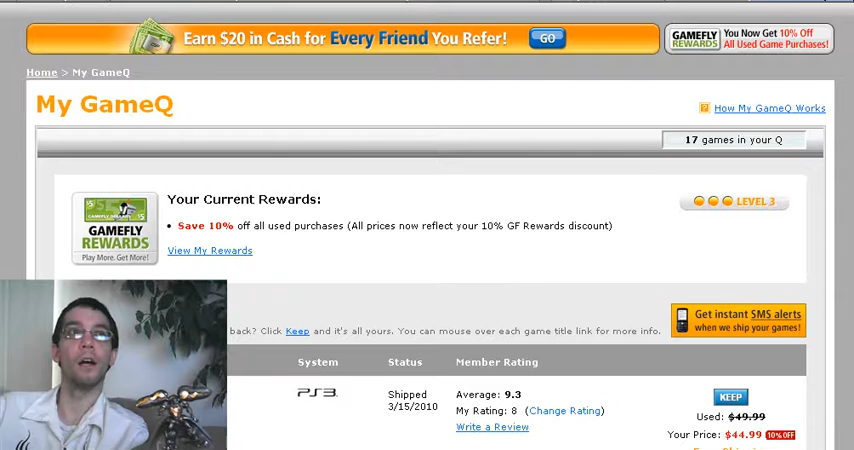 Earn $20 in Cash for Every Friend You Refer! GO
GAMEFLY REWARDS
You Now Get 10% Off
All Used Game Purchases!
Home > My GameQ
My GameQ
How My GameQ Works
17 games in your Q
GAMEFLY
REWARDS
Play More. Get More!
Your Current Rewards:
LEVEL 3
• Save 10% off all used purchases (All prices now reflect your 10% GF Rewards discount)
View My Rewards
back? Click Keep and it's all yours. You can mouse over each game title link for more info.
Get instant SMS alerts
when we ship your games!
System Status Member Rating
PS3
Shipped
3/15/2010
Average: 9.3
My Rating: 8 (Change Rating)
Write a Review
KEEP
Used: $49.99
Your Price: $44.99 10% OFF